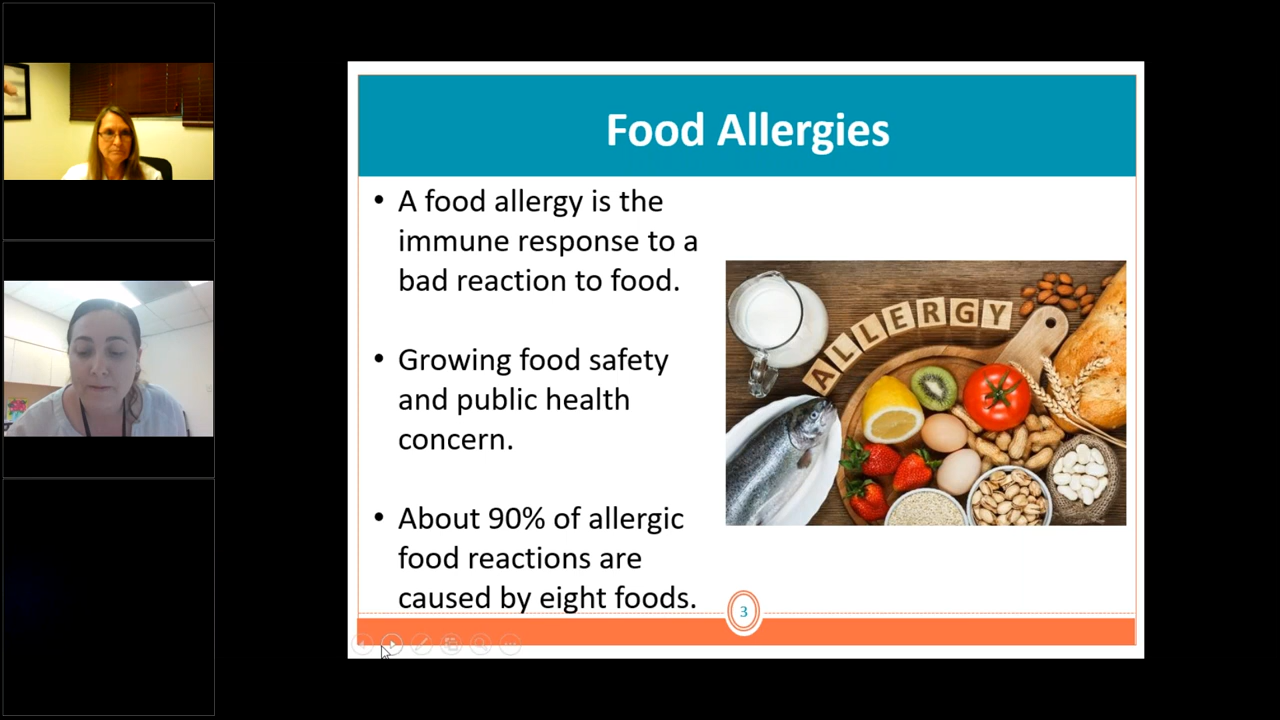 Food Allergies
• A food allergy is the
immune response to a
bad reaction to food.
ALLERGY
• Growing food safety
and public health
concern.
• About 90% of allergic
food reactions are
caused by eight foods.
3